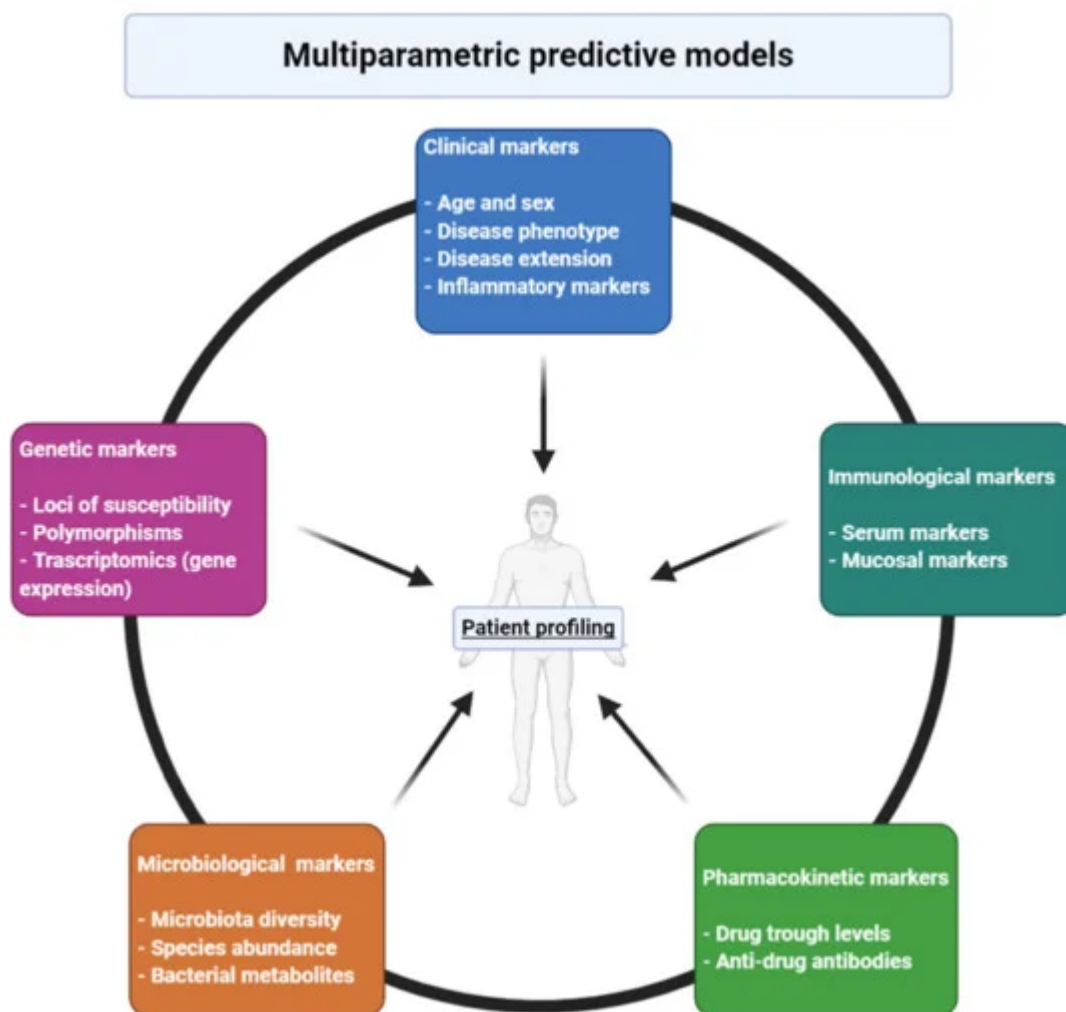 Multiparametric predictive models
Clinical markers
- Age and sex
- Disease phenotype
- Disease extension
- Inflammatory markers
Genetic markers
- Loci of susceptibility
- Polymorphisms
- Trascriptomics (gene
expression)
Immunological markers
- Serum markers
- Mucosal markers
Patient profiling
Microbiological markers
- Microbiota diversity
- Species abundance
- Bacterial metabolites
Pharmacokinetic markers
- Drug trough levels
- Anti-drug antibodies